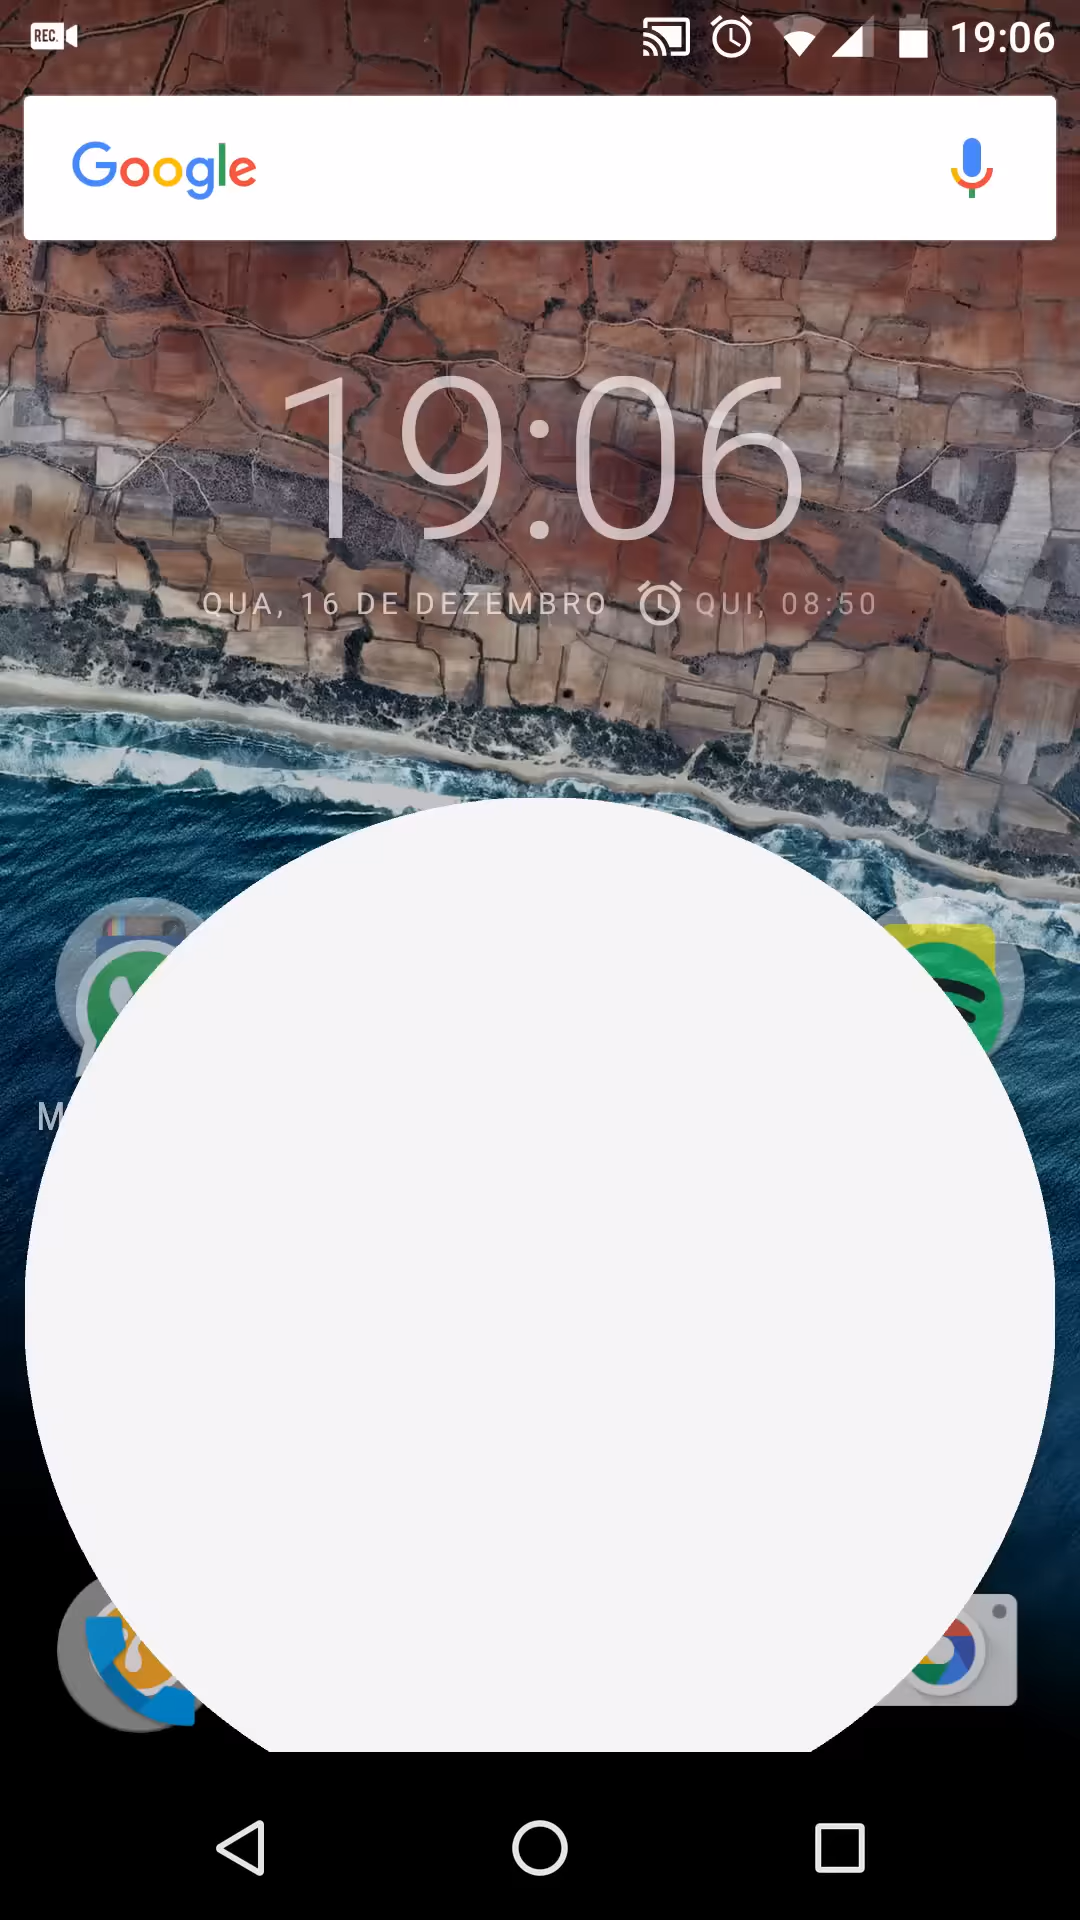 REC. 19:06
Google
19:06
QUA, 16 DE DEZEMBRO QUI, 08:50
M